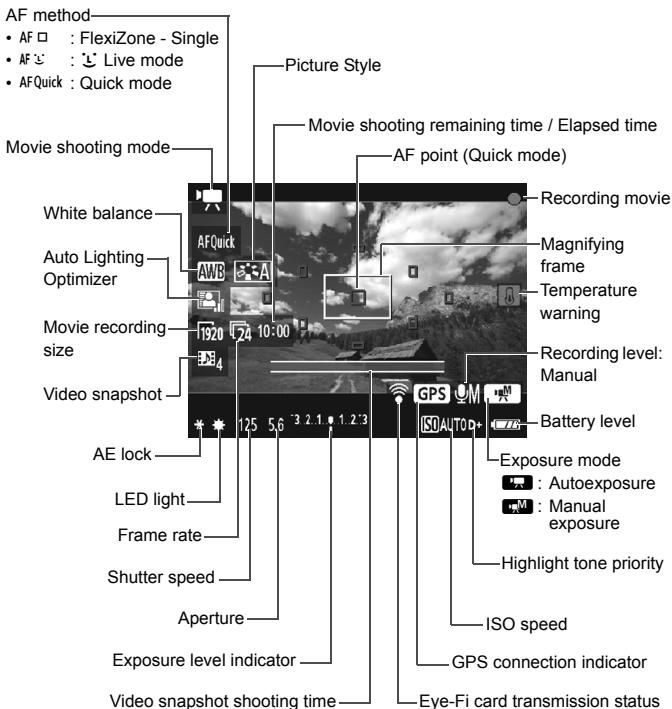 AF method
• AF □ : FlexiZone - Single
• AF : Live mode
• AFQuick : Quick mode
Picture Style
Movie shooting remaining time / Elapsed time
AF point (Quick mode)
Movie shooting mode
Recording movie
White balance
Magnifying
frame
Auto Lighting
Optimizer
Temperature
warning
Movie recording
size
Recording level:
Manual
Video snapshot
Battery level
AFQuick
AWB A
1920 24 10:00
4
GPS M M
* 125 5.6 -3..2..1..0..1..2..+3 ISO AUTO D+
AE lock
Exposure mode
: Autoexposure
M : Manual
exposure
LED light
Frame rate
Highlight tone priority
Shutter speed
Aperture
ISO speed
Exposure level indicator
GPS connection indicator
Video snapshot shooting time
Eye-Fi card transmission status